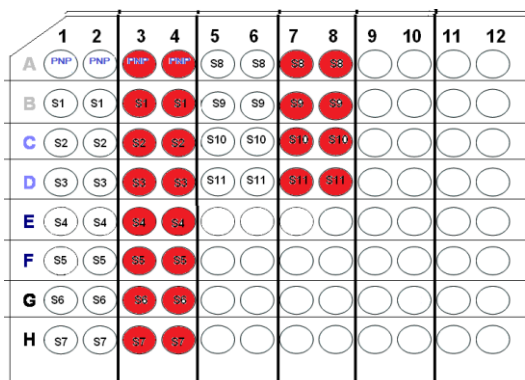 1 2 3 4 5 6 7 8 9 10 11 12
A PNP PNP PNP PNP S8 S8 S8 S8
B S1 S1 S1 S1 S9 S9 S9 S9
C S2 S2 S2 S2 S10 S10 S10 S10
D S3 S3 S3 S3 S11 S11 S11 S11
E S4 S4 S4 S4
F S5 S5 S5 S5
G S6 S6 S6 S6
H S7 S7 S7 S7